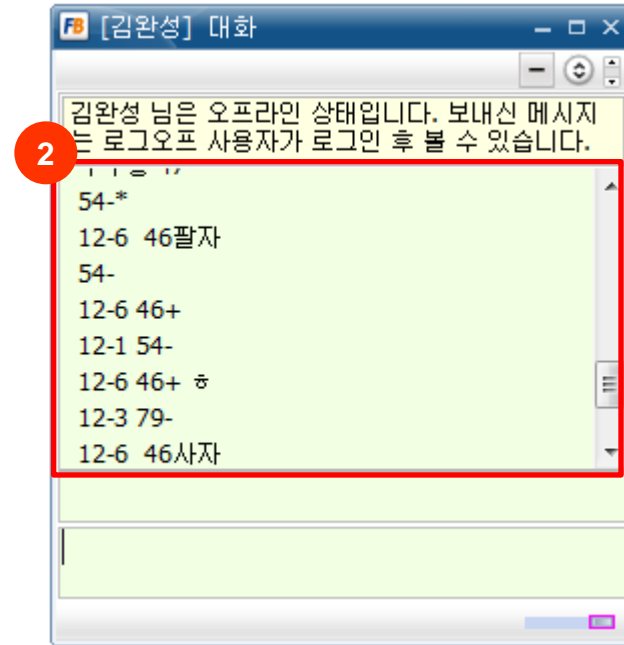 FB [김완성] 대화
김완성 님은 오프라인 상태입니다. 보내신 메시지
는 로그오프 사용자가 로그인 후 볼 수 있습니다.
2
54-*
12-6 46팔자
54-
12-6 46+
12-1 54-
12-6 46+ ㅎ
12-3 79-
12-6 46사자